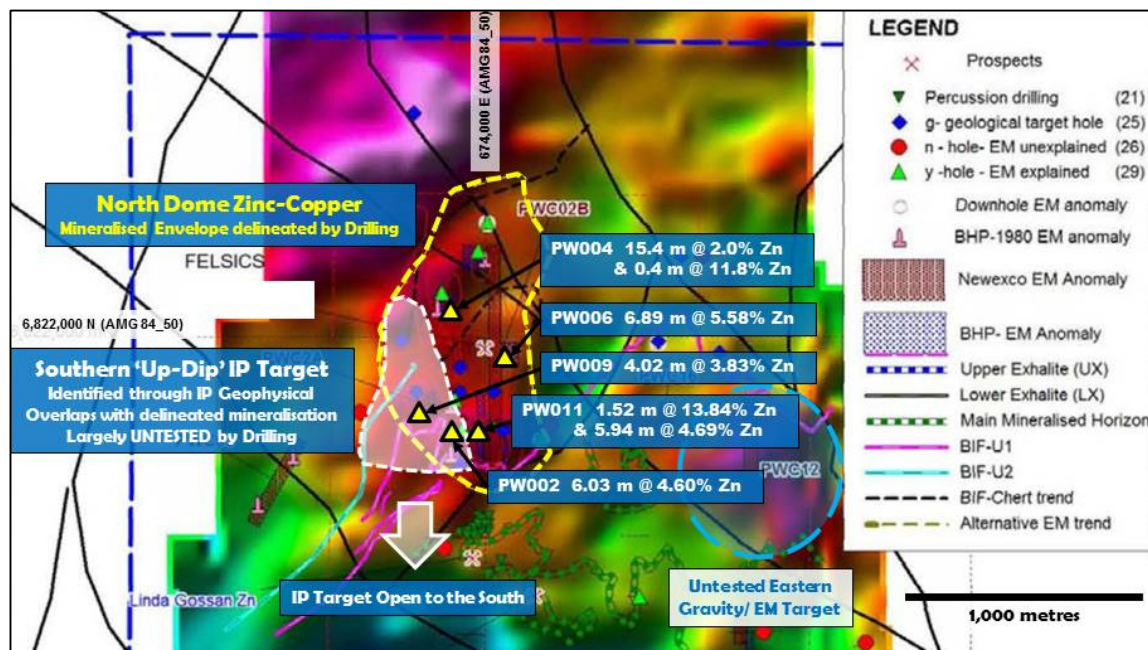 674,000 E (AMG84_50)
North Dome Zinc-Copper
Mineralised Envelope delineated by Drilling
FELSICS
PWC02B
PW004 15.4 m @ 2.0% Zn
& 0.4 m @ 11.8% Zn
PW006 6.89 m @ 5.58% Zn
6,822,000 N (AMG84_50)
Southern ‘Up-Dip’ IP Target
Identified through IP Geophysical
Overlaps with delineated mineralisation
Largely UNTESTED by Drilling
PW009 4.02 m @ 3.83% Zn
PW011 1.52 m @ 13.84% Zn
& 5.94 m @ 4.69% Zn
PW002 6.03 m @ 4.60% Zn
PWC12
IP Target Open to the South
Linda Gossan Zn
Untested Eastern
Gravity/ EM Target
1,000 metres
LEGEND
Prospects
Percussion drilling (21)
g- geological target hole (25)
n - hole- EM unexplained (26)
y -hole - EM explained (29)
Downhole EM anomaly
BHP-1980 EM anomaly
Newexco EM Anomaly
BHP- EM Anomaly
Upper Exhalite (UX)
Lower Exhalite (LX)
Main Mineralised Horizon
BIF-U1
BIF-U2
BIF-Chert trend
Alternative EM trend